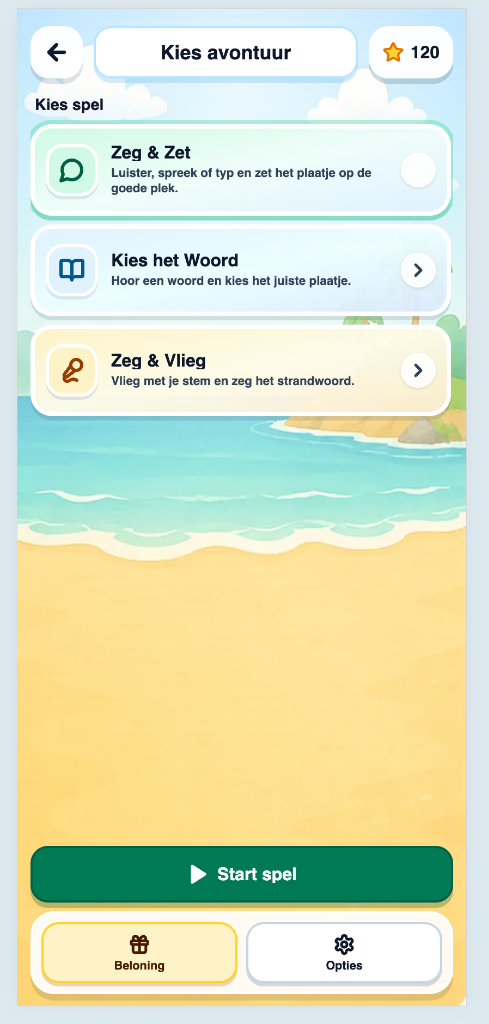 Kies avontuur
120
Kies spel
Zeg & Zet
Luister, spreek of typ en zet het plaatje op de
goede plek.
Kies het Woord
Hoor een woord en kies het juiste plaatje.
Zeg & Vlieg
Vlieg met je stem en zeg het strandwoord.
Start spel
Beloning
Opties